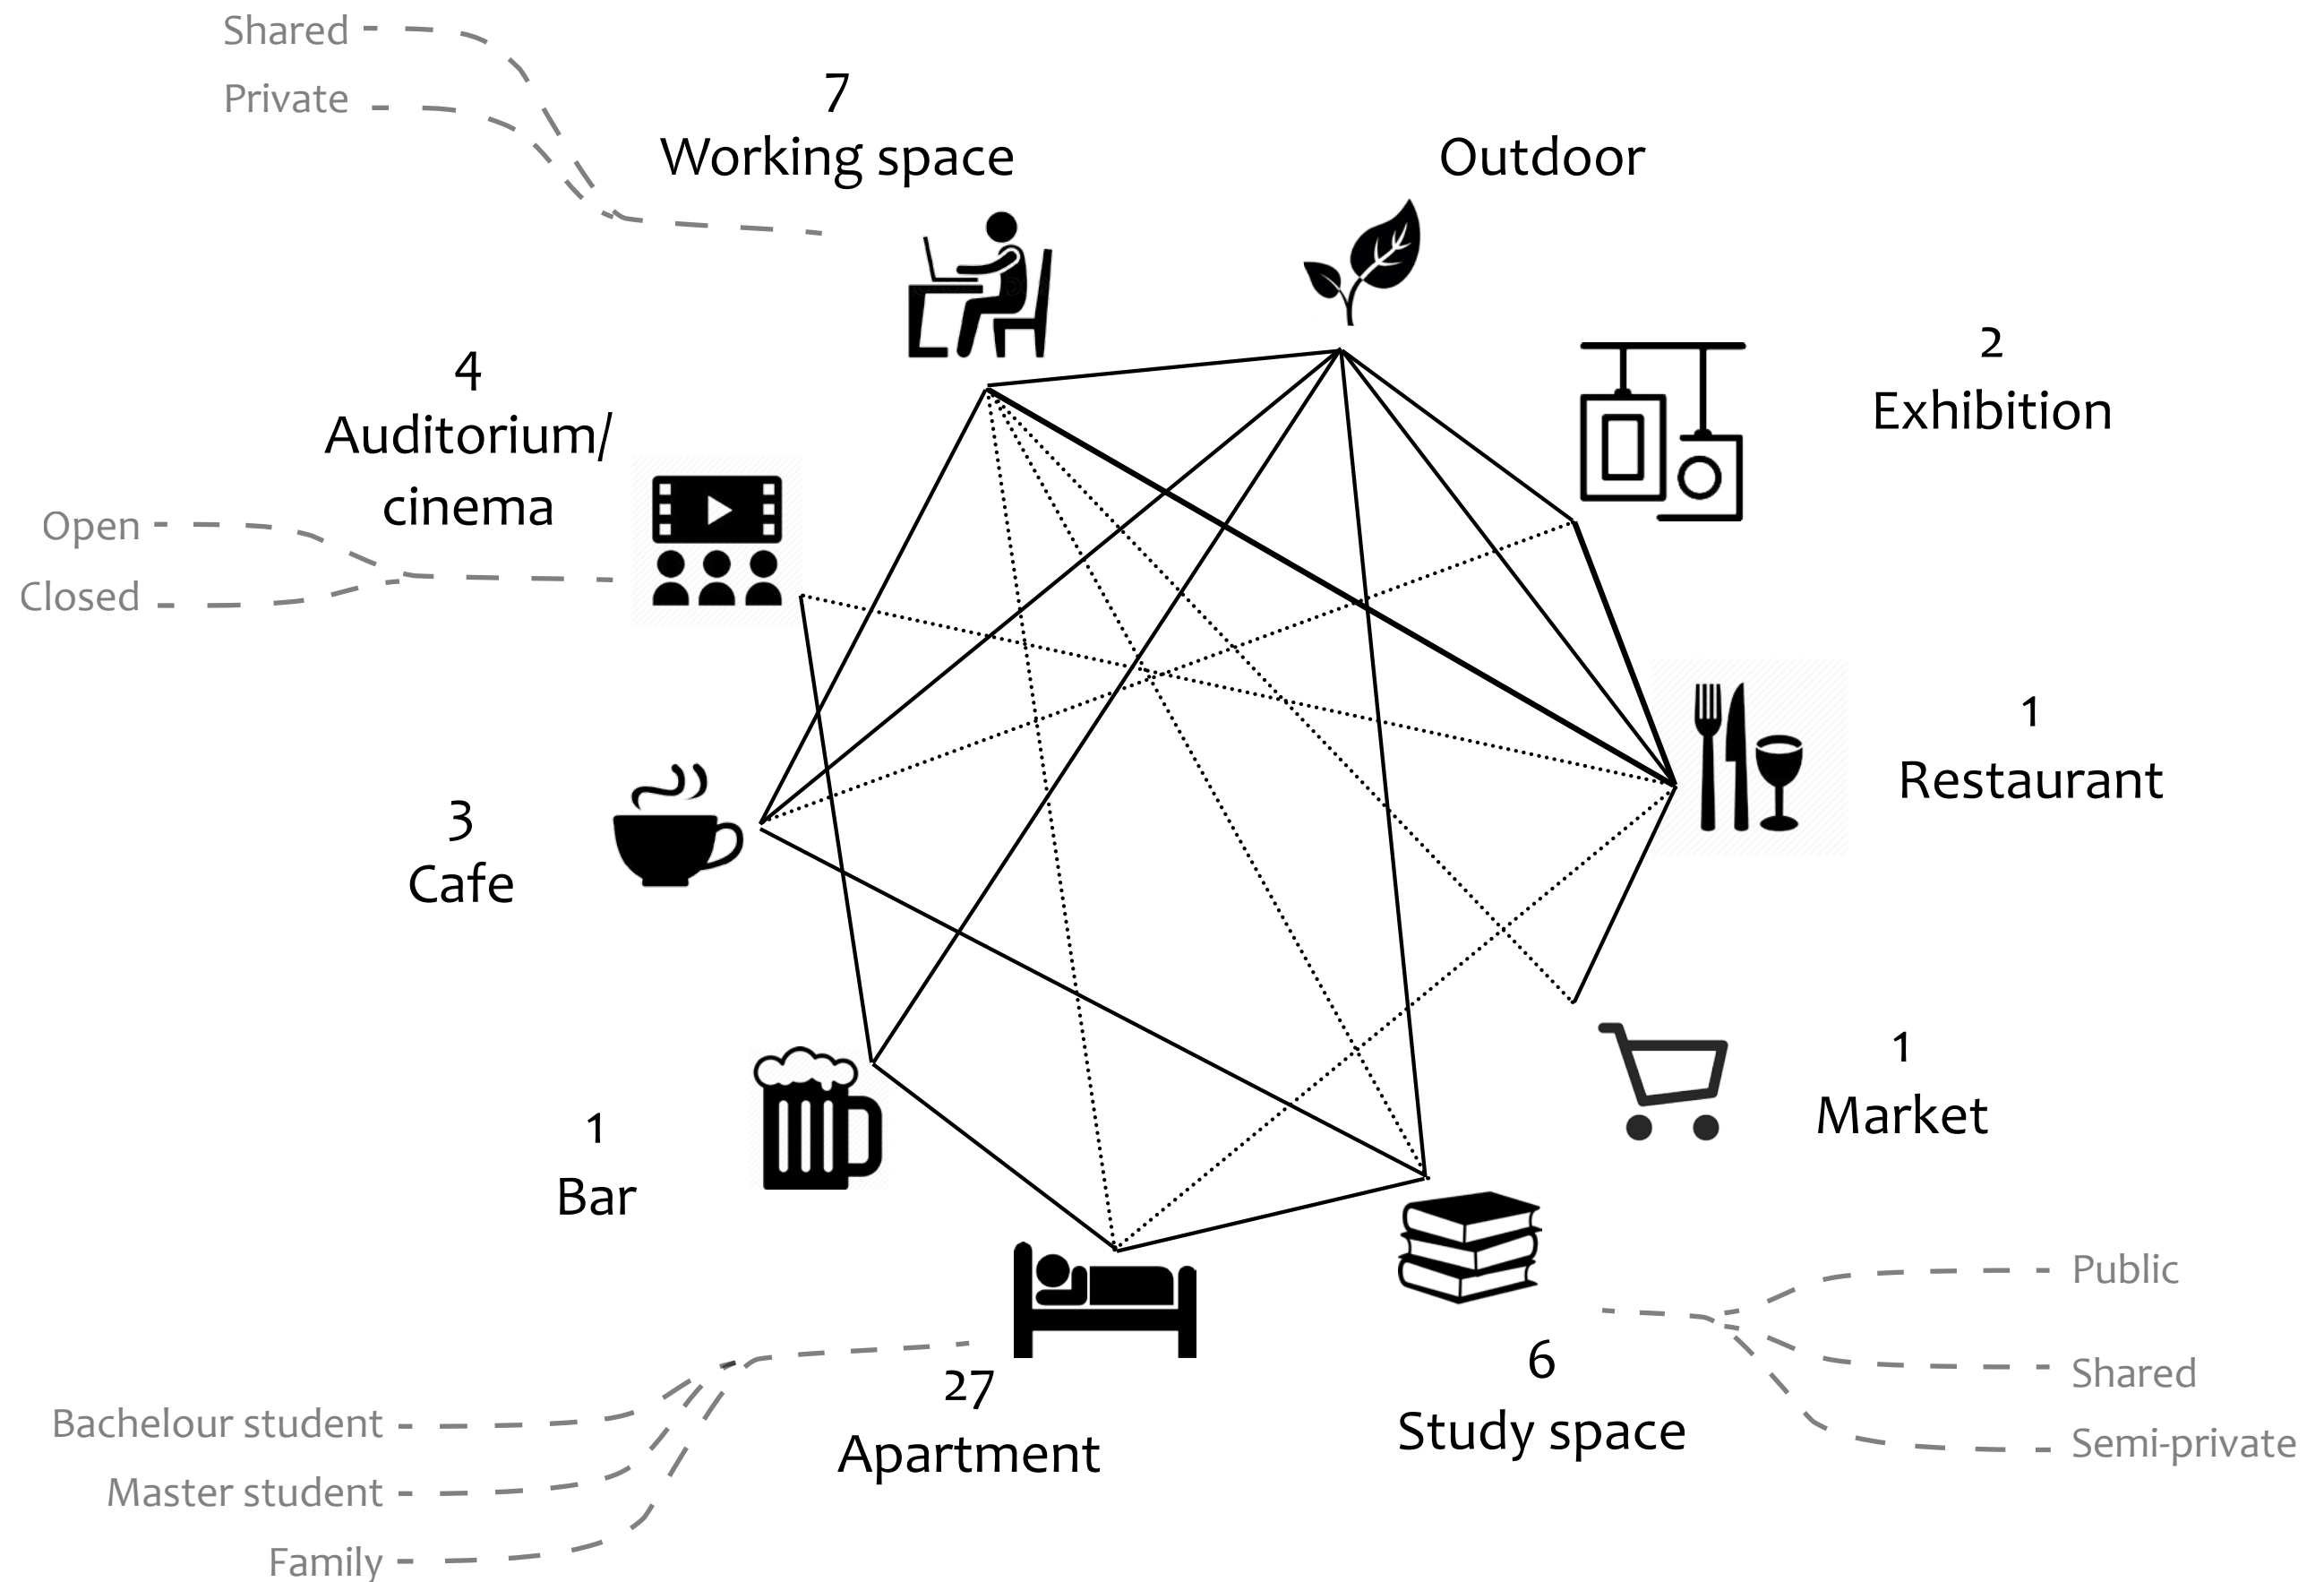 Shared
Private
7
Working space
Outdoor
2
Exhibition
4
Auditorium/
cinema
Open
Closed
1
Restaurant
3
Cafe
1
Market
1
Bar
Public
Shared
Semi-private
6
Study space
27
Apartment
Bachelour student
Master student
Family